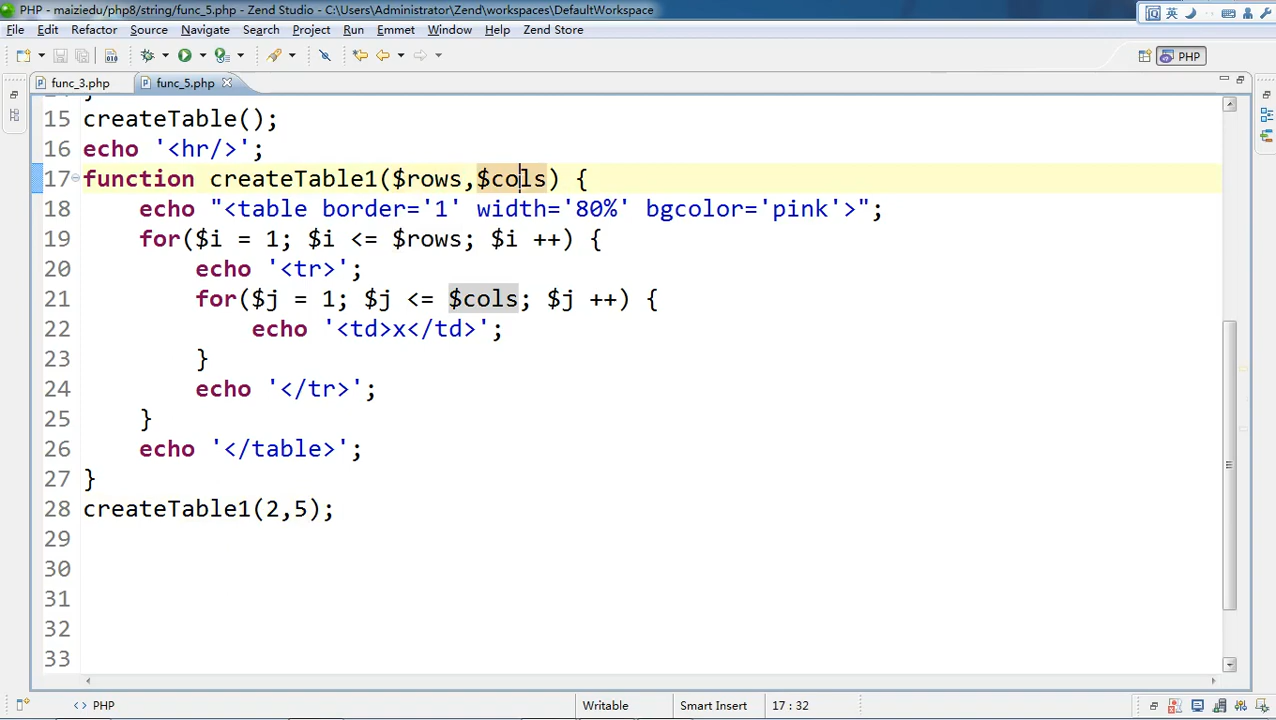 PHP - maiziedu/php8/string/func_5.php - Zend Studio - C:\Users\Administrator\Zend\workspaces\DefaultWorkspace
英
File Edit Refactor Source Navigate Search Project Run Emmet Window Help Zend Store
PHP
func_3.php func_5.php
15 createTable();
16 echo '<hr/>';
17 function createTable1($rows,$cols) {
18 echo "<table border='1' width='80%' bgcolor='pink'>";
19 for($i = 1; $i <= $rows; $i ++) {
20 echo '<tr>';
21 for($j = 1; $j <= $cols; $j ++) {
22 echo '<td>x</td>';
23 }
24 echo '</tr>';
25 }
26 echo '</table>';
27 }
28 createTable1(2,5);
29
30
31
32
33
<> PHP Writable Smart Insert 17 : 32